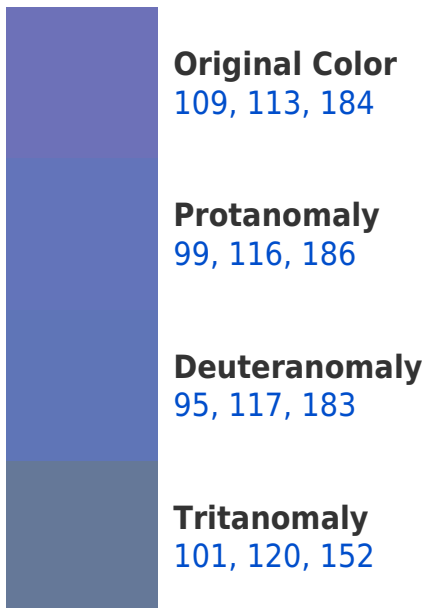 Original Color
109, 113, 184
Protanomaly
99, 116, 186
Deuteranomaly
95, 117, 183
Tritanomaly
101, 120, 152